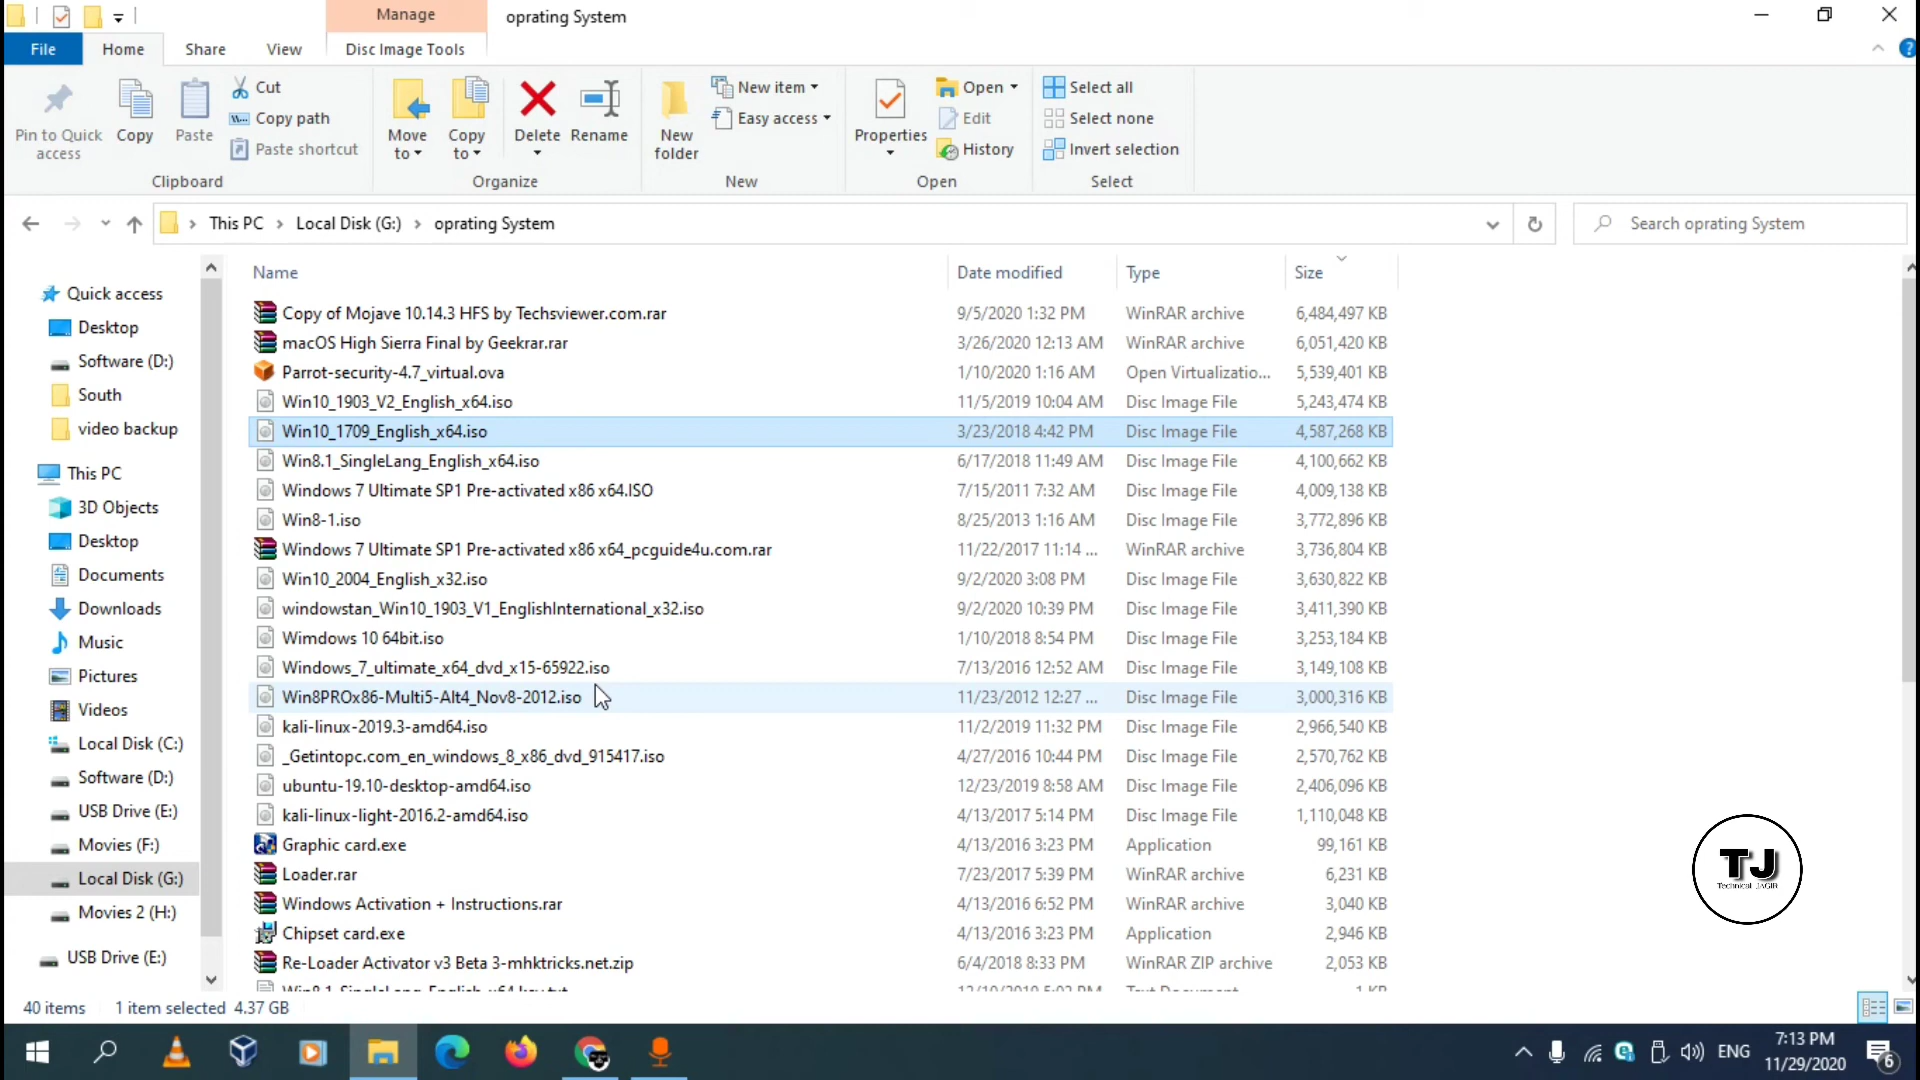 Manage
oprating System
File
Home
Share
View
Disc Image Tools
Pin to Quick access
Copy
Paste
Cut
Copy path
Paste shortcut
Clipboard
Move to
Copy to
Delete
Rename
Organize
New folder
New item
Easy access
New
Properties
Open
Edit
History
Open
Select all
Select none
Invert selection
Select
This PC > Local Disk (G:) > oprating System
Search oprating System
Name
Date modified
Type
Size
Quick access
Desktop
Software (D:)
South
video backup
This PC
3D Objects
Desktop
Documents
Downloads
Music
Pictures
Videos
Local Disk (C:)
Software (D:)
USB Drive (E:)
Movies (F:)
Local Disk (G:)
Movies 2 (H:)
USB Drive (E:)
Copy of Mojave 10.14.3 HFS by Techsviewer.com.rar 9/5/2020 1:32 PM WinRAR archive 6,484,497 KB
macOS High Sierra Final by Geekrar.rar 3/26/2020 12:13 AM WinRAR archive 6,051,420 KB
Parrot-security-4.7_virtual.ova 1/10/2020 1:16 AM Open Virtualizatio... 5,539,401 KB
Win10_1903_V2_English_x64.iso 11/5/2019 10:04 AM Disc Image File 5,243,474 KB
Win10_1709_English_x64.iso 3/23/2018 4:42 PM Disc Image File 4,587,268 KB
Win8.1_SingleLang_English_x64.iso 6/17/2018 11:49 AM Disc Image File 4,100,662 KB
Windows 7 Ultimate SP1 Pre-activated x86 x64.ISO 7/15/2011 7:32 AM Disc Image File 4,009,138 KB
Win8-1.iso 8/25/2013 1:16 AM Disc Image File 3,772,896 KB
Windows 7 Ultimate SP1 Pre-activated x86 x64_pcguide4u.com.rar 11/22/2017 11:14 ... WinRAR archive 3,736,804 KB
Win10_2004_English_x32.iso 9/2/2020 3:08 PM Disc Image File 3,630,822 KB
windowstan_Win10_1903_V1_EnglishInternational_x32.iso 9/2/2020 10:39 PM Disc Image File 3,411,390 KB
Wimdows 10 64bit.iso 1/10/2018 8:54 PM Disc Image File 3,253,184 KB
Windows_7_ultimate_x64_dvd_x15-65922.iso 7/13/2016 12:52 AM Disc Image File 3,149,108 KB
Win8PROx86-Multi5-Alt4_Nov8-2012.iso 11/23/2012 12:27 ... Disc Image File 3,000,316 KB
kali-linux-2019.3-amd64.iso 11/2/2019 11:32 PM Disc Image File 2,966,540 KB
_Getintopc.com_en_windows_8_x86_dvd_915417.iso 4/27/2016 10:44 PM Disc Image File 2,570,762 KB
ubuntu-19.10-desktop-amd64.iso 12/23/2019 8:58 AM Disc Image File 2,406,096 KB
kali-linux-light-2016.2-amd64.iso 4/13/2017 5:14 PM Disc Image File 1,110,048 KB
Graphic card.exe 4/13/2016 3:23 PM Application 99,161 KB
Loader.rar 7/23/2017 5:39 PM WinRAR archive 6,231 KB
Windows Activation + Instructions.rar 4/13/2016 6:52 PM WinRAR archive 3,040 KB
Chipset card.exe 4/13/2016 3:23 PM Application 2,946 KB
Re-Loader Activator v3 Beta 3-mhktricks.net.zip 6/4/2018 8:33 PM WinRAR ZIP archive 2,053 KB
TJ
Technical JAGIR
40 items 1 item selected 4.37 GB
ENG
7:13 PM
11/29/2020
6